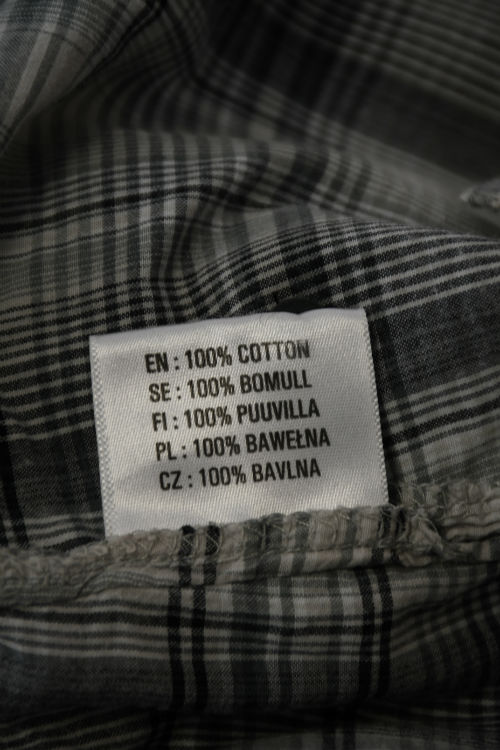 EN : 100% COTTON
SE : 100% BOMULL
FI : 100% PUUVILLA
PL : 100% BAWEŁNA
CZ : 100% BAVLNA